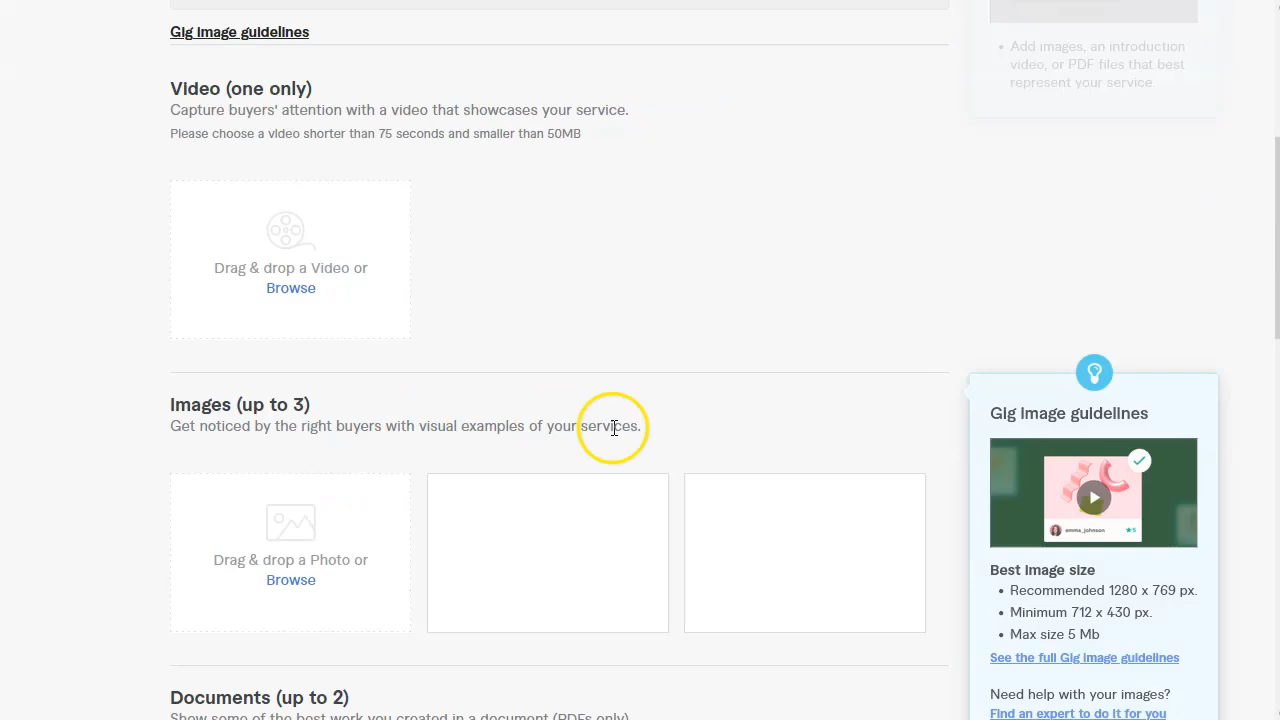 Gig image guidelines
Video (one only)
Capture buyers' attention with a video that showcases your service.
Please choose a video shorter than 75 seconds and smaller than 50MB
Drag & drop a Video or
Browse
Images (up to 3)
Get noticed by the right buyers with visual examples of your services.
Drag & drop a Photo or
Browse
Documents (up to 2)
Show some of the best work you created in a document (PDFs only).
• Add images, an introduction
video, or PDF files that best
represent your service.
Gig image guidelines
emma_johnson
★5
Best image size
• Recommended 1280 x 769 px.
• Minimum 712 x 430 px.
• Max size 5 Mb
See the full Gig image guidelines
Need help with your images?
Find an expert to do it for you